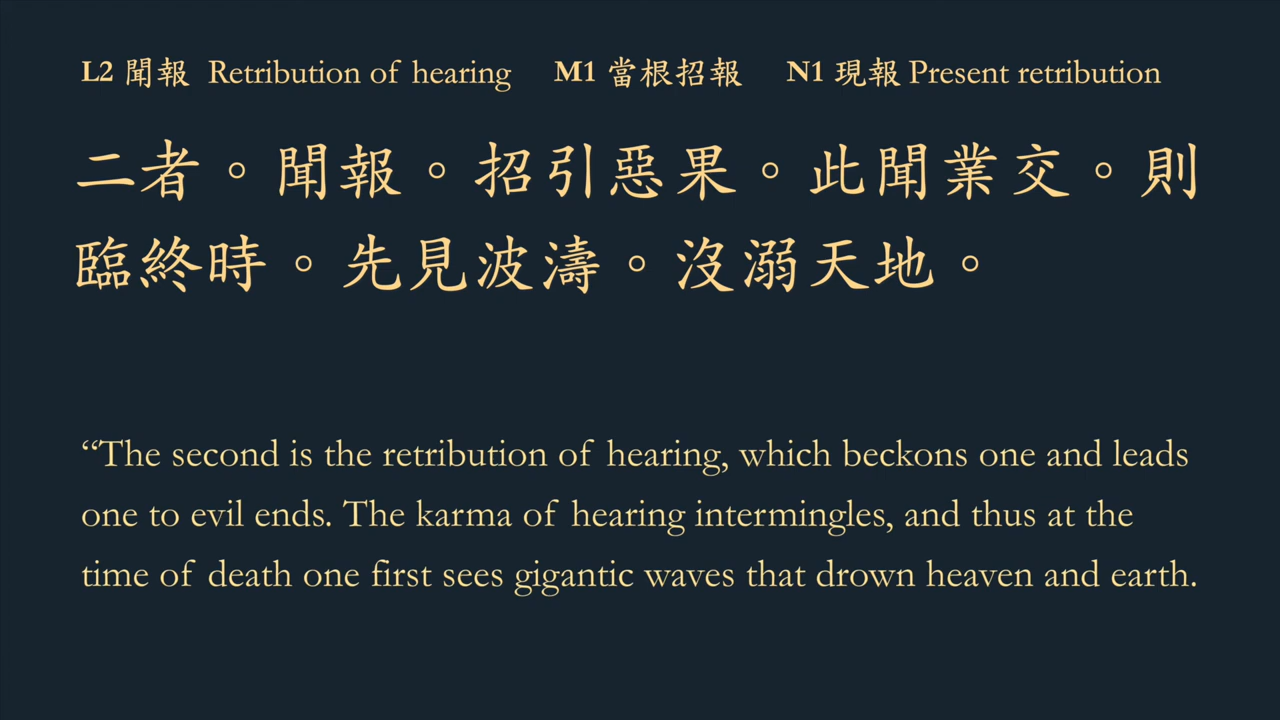 L2 聞報 Retribution of hearing M1 當根招報 N1 現報 Present retribution
二者。聞報。招引惡果。此聞業交。則
臨終時。先見波濤。沒溺天地。
“The second is the retribution of hearing, which beckons one and leads
one to evil ends. The karma of hearing intermingles, and thus at the
time of death one first sees gigantic waves that drown heaven and earth.